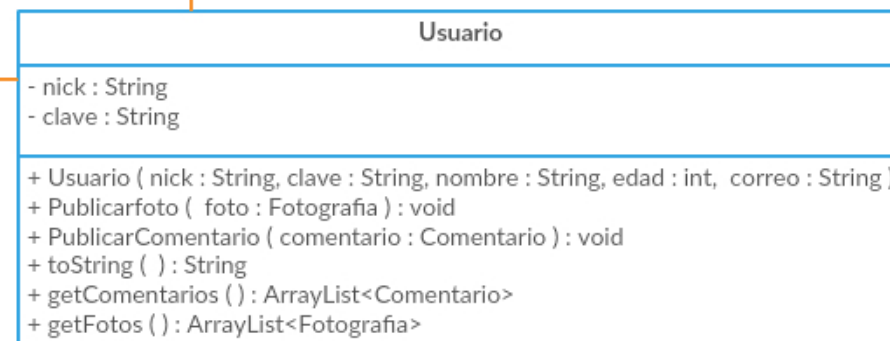 Usuario
- nick : String
- clave : String
+ Usuario ( nick : String, clave : String, nombre : String, edad : int,  correo : String )
+ Publicarfoto (  foto : Fotografia ) : void
+ PublicarComentario ( comentario : Comentario ) : void
+ toString (  ) : String
+ getComentarios ( ) : ArrayList<Comentario>
+ getFotos ( ) : ArrayList<Fotografia>